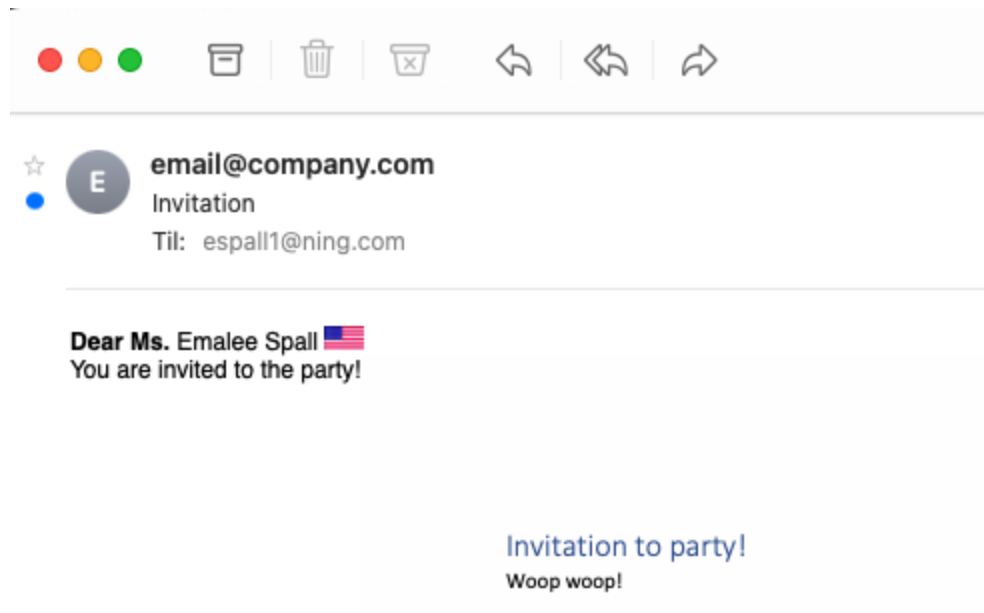 E
email@company.com
Invitation
Til: espall1@ning.com
Dear Ms. Emalee Spall
You are invited to the party!
Invitation to party!
Woop woop!